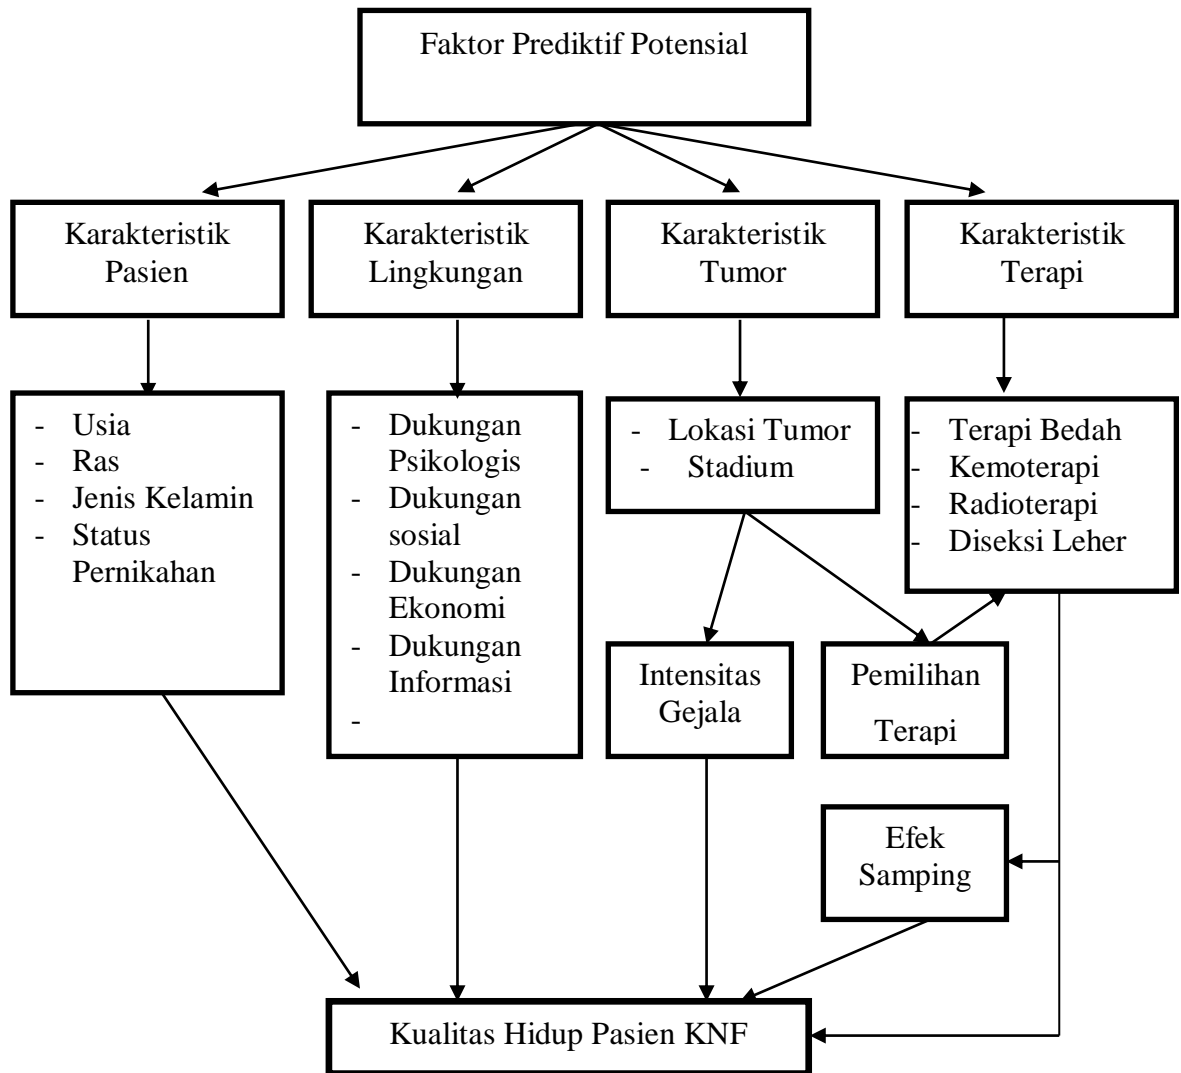 Faktor Prediktif Potensial
Karakteristik
Pasien
Karakteristik
Lingkungan
Karakteristik
Tumor
Karakteristik
Terapi
- Usia
- Ras
- Jenis Kelamin
- Status
Pernikahan
- Dukungan
Psikologis
- Dukungan
sosial
- Dukungan
Ekonomi
- Dukungan
Informasi
-
- Lokasi Tumor
- Stadium
- Terapi Bedah
- Kemoterapi
- Radioterapi
- Diseksi Leher
Intensitas
Gejala
Pemilihan
Terapi
Efek
Samping
Kualitas Hidup Pasien KNF